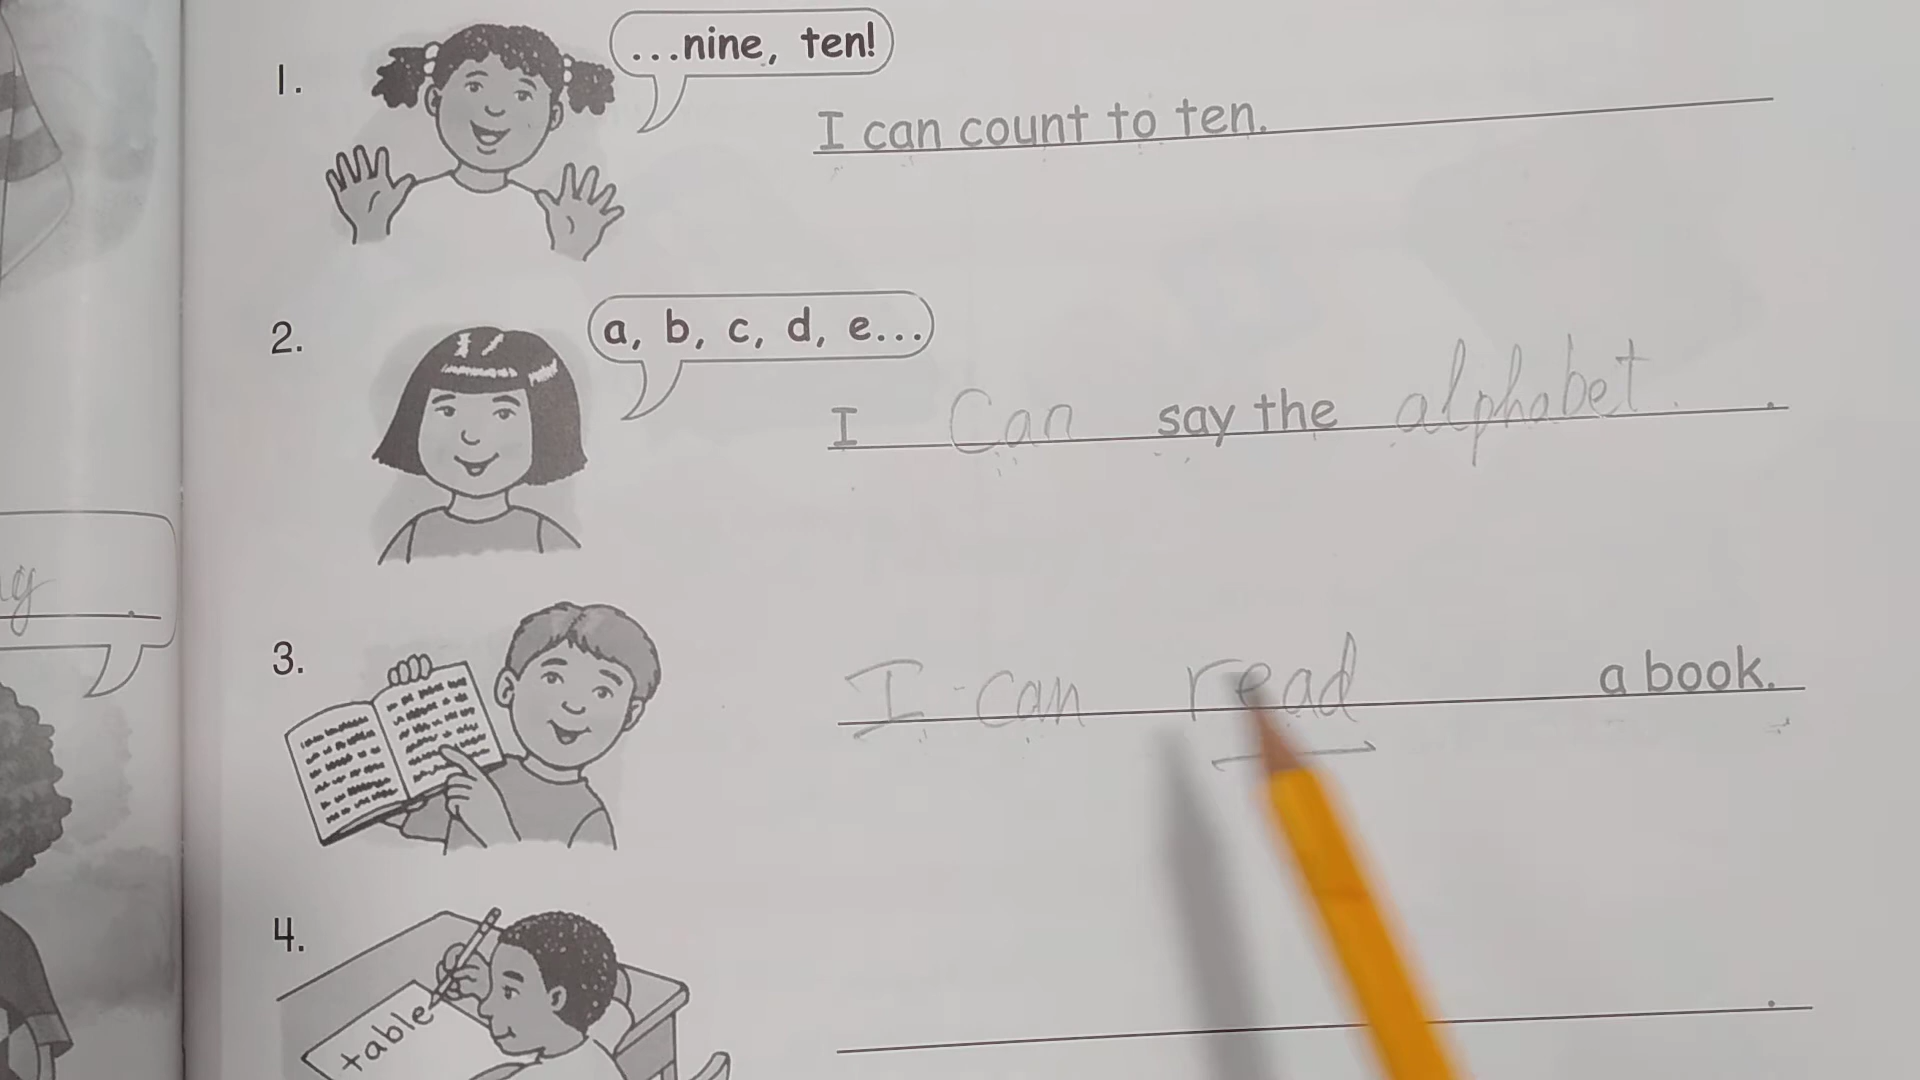 1.
...nine, ten!
I can count to ten.
2.
a, b, c, d, e...
I Can say the alphabet.
3.
I can read a book.
4.
table